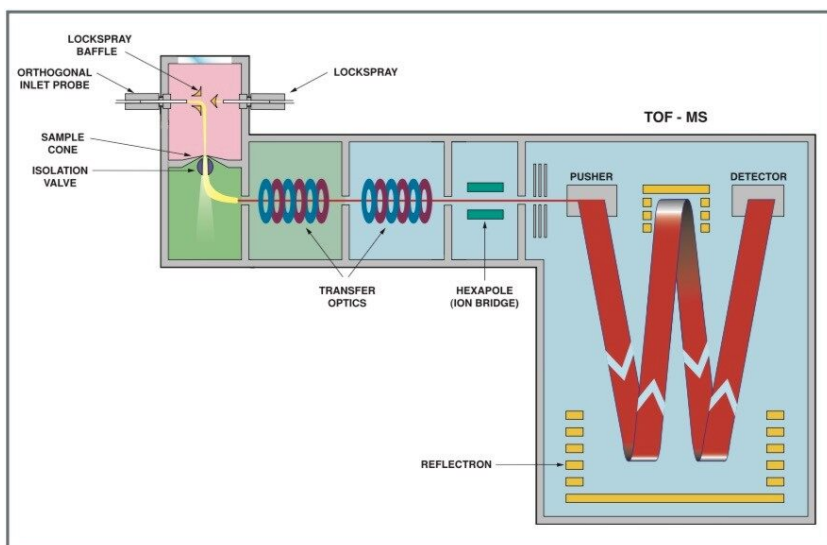 LOCKSPRAY
BAFFLE
ORTHOGONAL
INLET PROBE
LOCKSPRAY
SAMPLE
CONE
ISOLATION
VALVE
TOF - MS
PUSHER
DETECTOR
TRANSFER
OPTICS
HEXAPOLE
(ION BRIDGE)
REFLECTRON